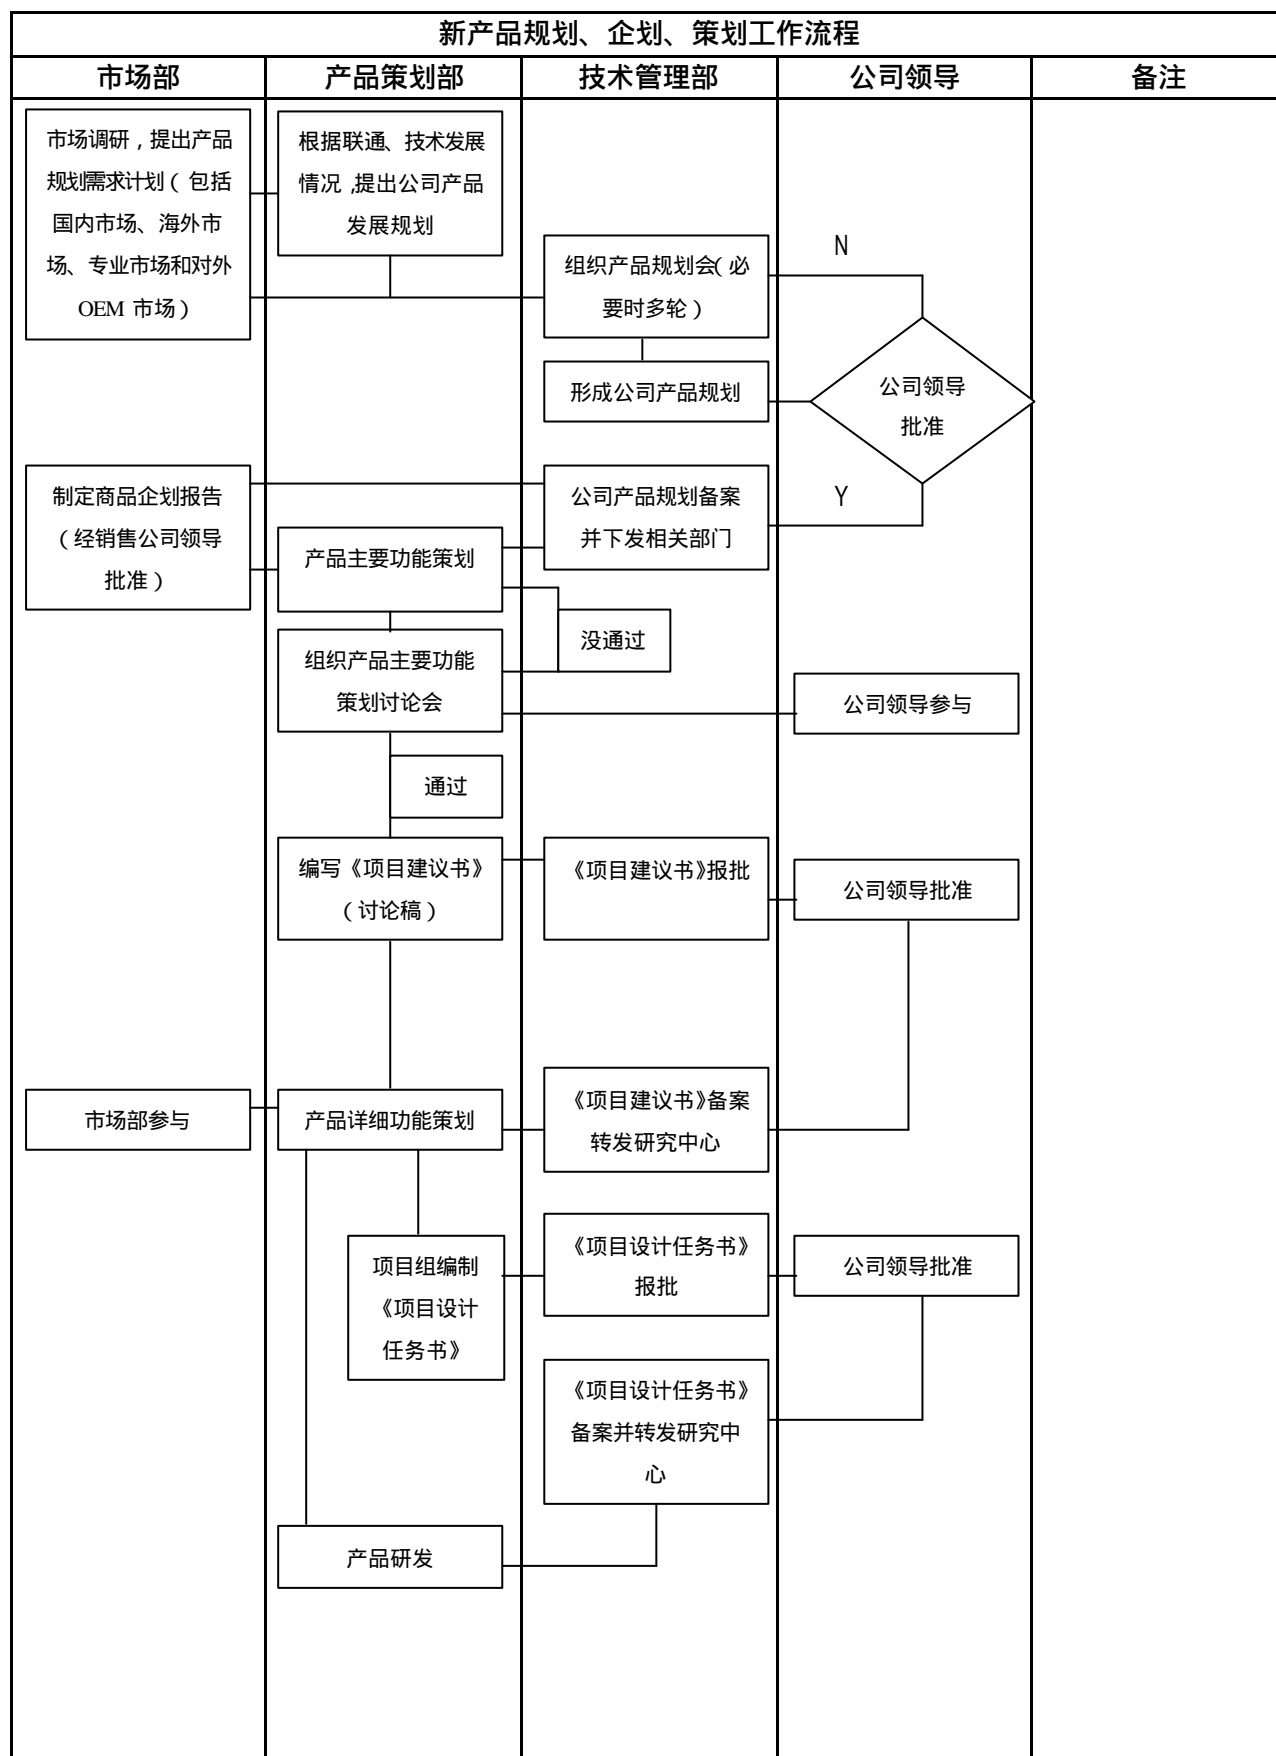 新产品规划、企划、策划工作流程
市场部
产品策划部
技术管理部
公司领导
备注
市场调研，提出产品
规划需求计划（包括
国内市场、海外市
场、专业市场和对外
OEM 市场）
根据联通、技术发展
情况,提出公司产品
发展规划
组织产品规划会（必
要时多轮）
N
形成公司产品规划
公司领导
批准
制定商品企划报告
（经销售公司领导
批准）
公司产品规划备案
并下发相关部门
Y
产品主要功能策划
没通过
组织产品主要功能
策划讨论会
公司领导参与
通过
编写《项目建议书》
（讨论稿）
《项目建议书》报批
公司领导批准
市场部参与
产品详细功能策划
《项目建议书》备案
转发研究中心
项目组编制
《项目设计
任务书》
《项目设计任务书》
报批
公司领导批准
《项目设计任务书》
备案并转发研究中
心
产品研发